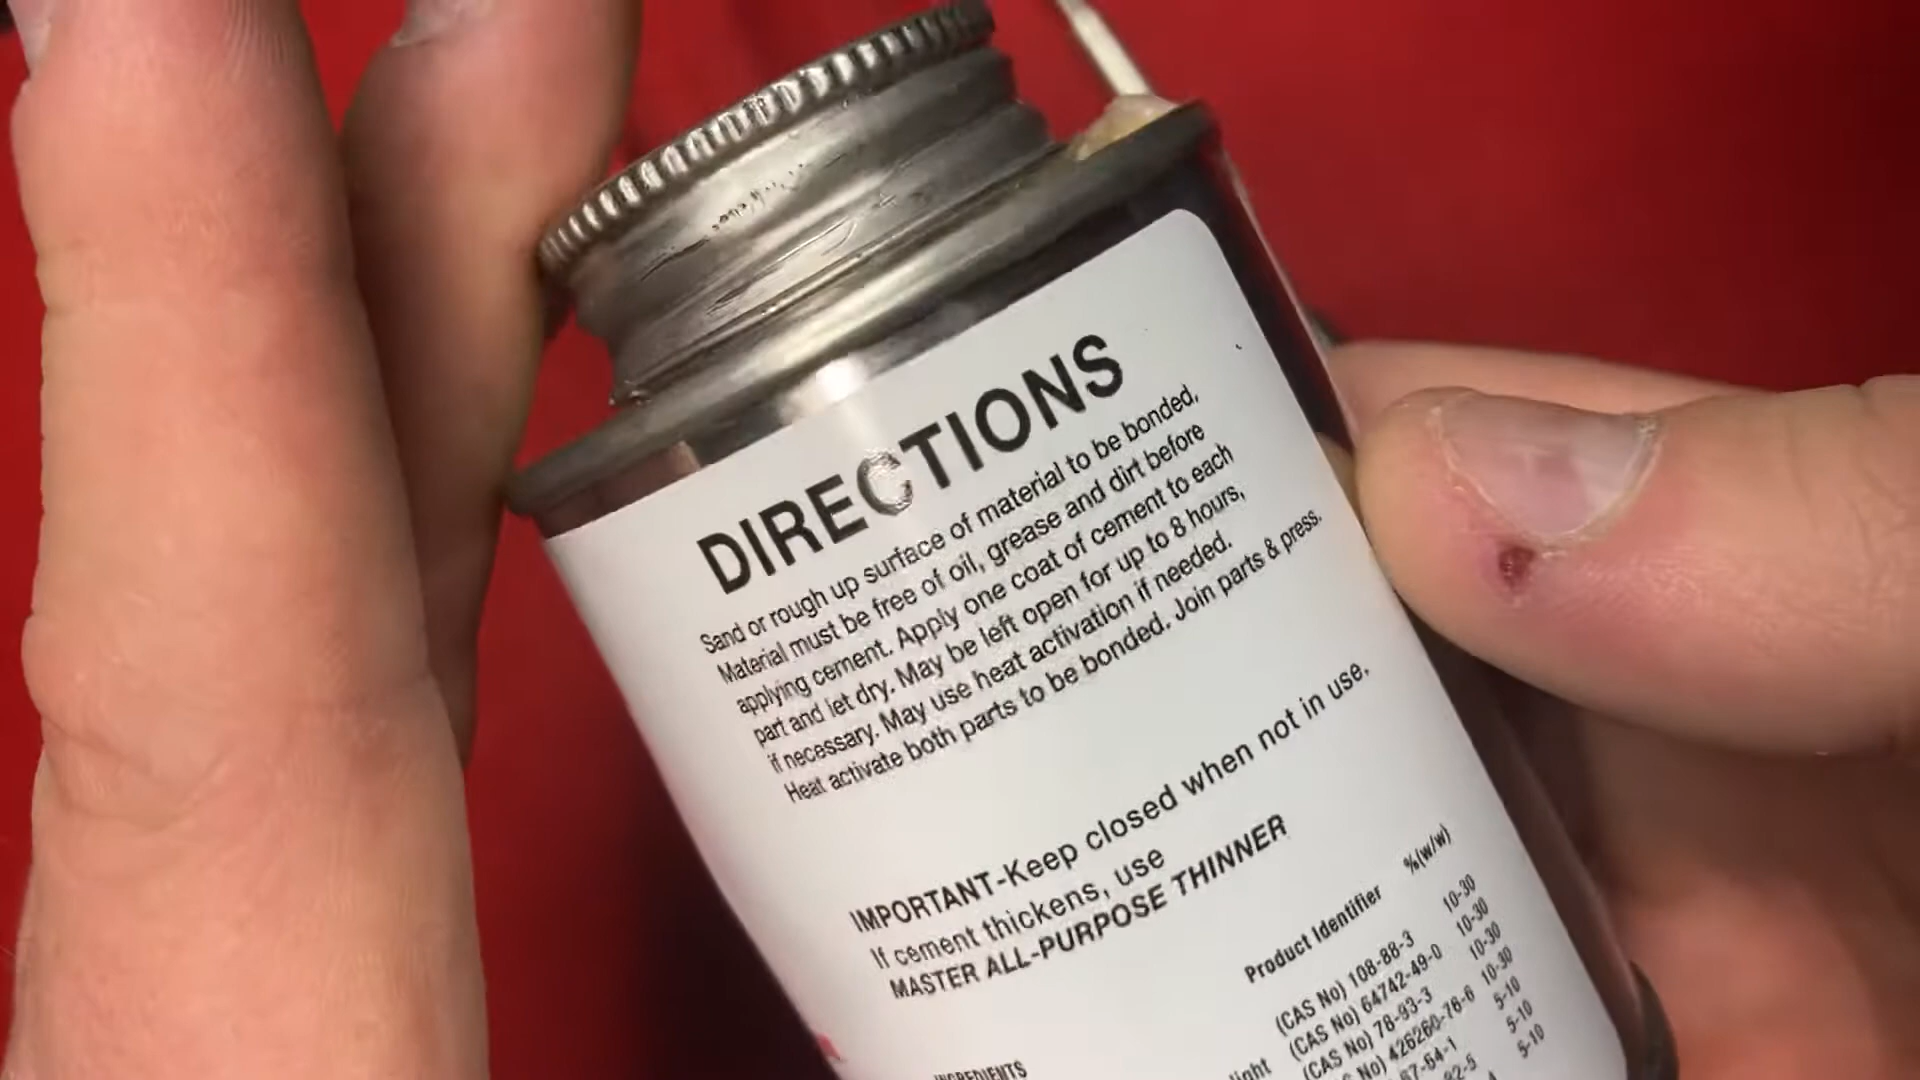 DIRECTIONS
Sand or rough up surface of material to be bonded,
Material must be free of oil, grease and dirt before
applying cement. Apply one coat of cement to each
part and let dry. May be left open for up to 8 hours,
if necessary. May use heat activation if needed.
Heat activate both parts to be bonded. Join parts & press.
IMPORTANT-Keep closed when not in use.
If cement thickens, use
MASTER ALL-PURPOSE THINNER
Product Identifier %(w/w)
(CAS No) 108-88-3 10-30
(CAS No) 64742-49-0 10-30
(CAS No) 78-93-3 10-30
No) 426260-76-6 10-30
67-64-1 5-10
5-10
5-10
INGREDIENTS
light